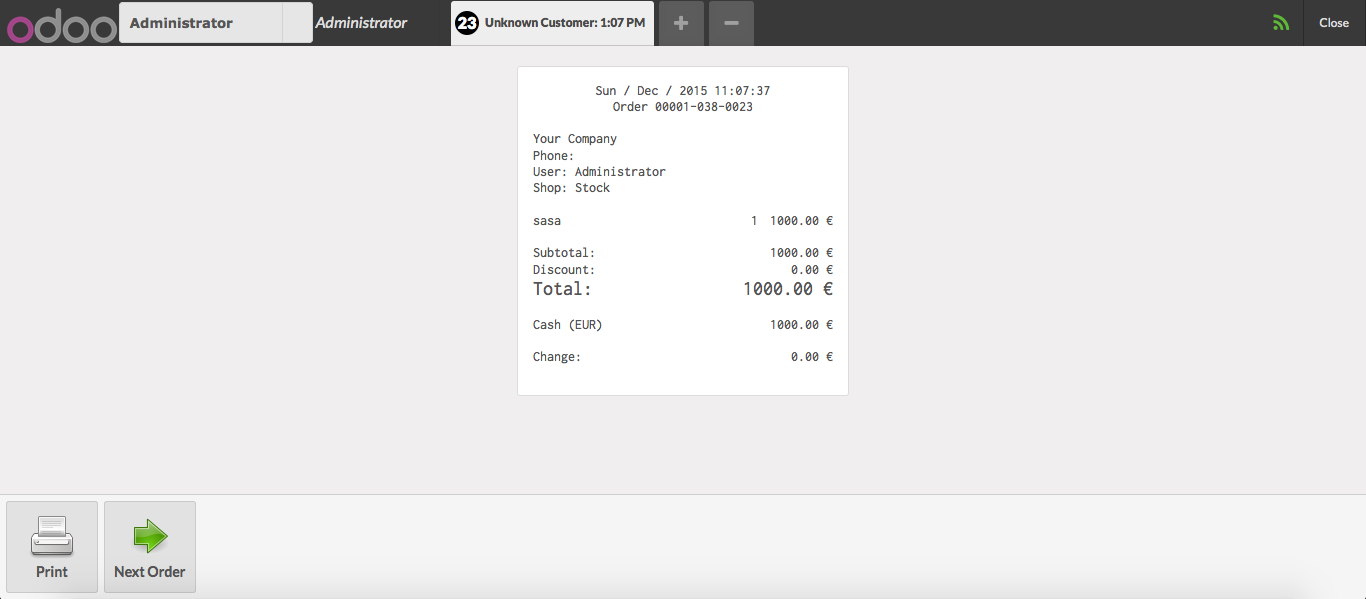 odoo Administrator Administrator 23 Unknown Customer: 1:07 PM + − Close
Sun / Dec / 2015 11:07:37
Order 00001-038-0023
Your Company
Phone:
User: Administrator
Shop: Stock
sasa 1 1000.00 €
Subtotal: 1000.00 €
Discount: 0.00 €
Total: 1000.00 €
Cash (EUR) 1000.00 €
Change: 0.00 €
Print Next Order